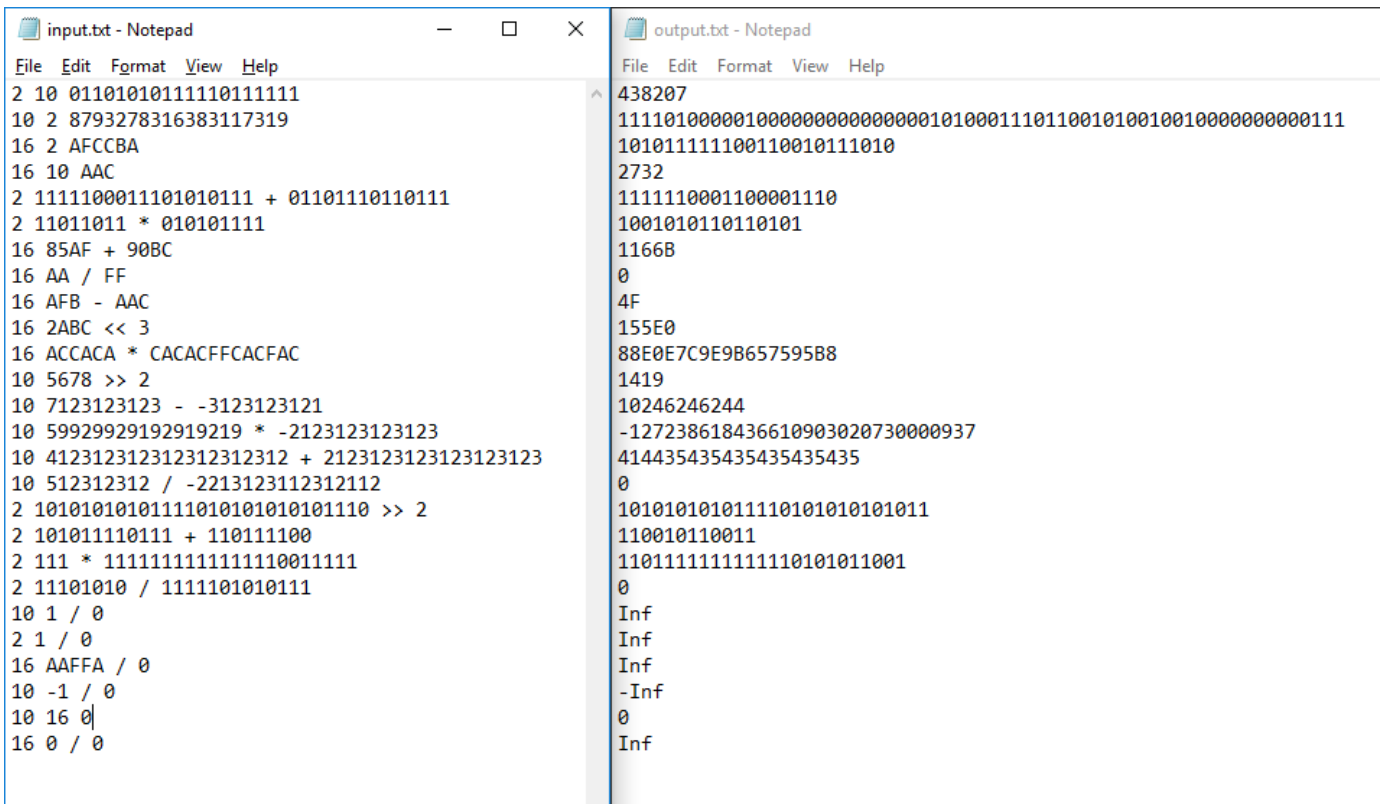 input.txt - Notepad
File Edit Format View Help
2 10 01101010111110111111
10 2 8793278316383117319
16 2 AFCCBA
16 10 AAC
2 1111100011101010111 + 01101110110111
2 11011011 * 010101111
16 85AF + 90BC
16 AA / FF
16 AFB - AAC
16 2ABC << 3
16 ACCACA * CACACFFCACFAC
10 5678 >> 2
10 7123123123 - -3123123121
10 59929929192919219 * -2123123123123
10 412312312312312312312 + 2123123123123123123
10 512312312 / -2213123112312112
2 10101010101111010101010101110 >> 2
2 101011110111 + 110111100
2 111 * 1111111111111110011111
2 11101010 / 1111101010111
10 1 / 0
2 1 / 0
16 AAFFA / 0
10 -1 / 0
10 16 0
16 0 / 0
output.txt - Notepad
File Edit Format View Help
438207
101011111100110010111010
2732
1111110001100001110
1001010110110101
1166B
0
4F
155E0
88E0E7C9E9B657595B8
1419
10246246244
-127238618436610903020730000937
414435435435435435435
0
101010101011110101010101011
110010110011
0
Inf
Inf
Inf
-Inf
0
Inf